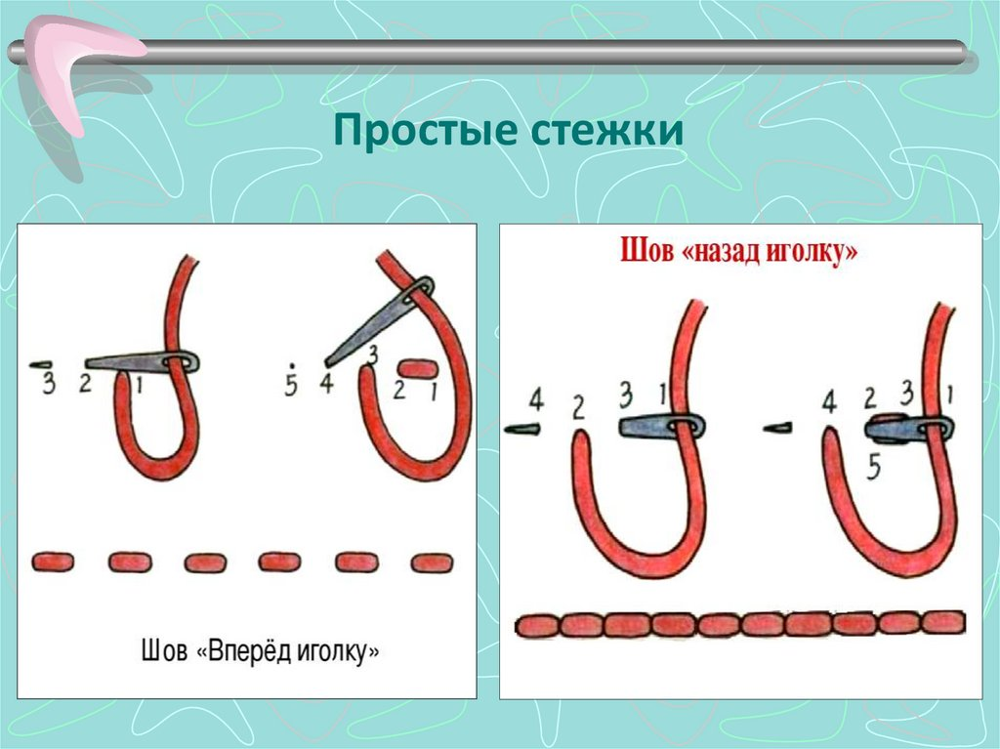 Простые стежки
3 2 1
5 4 3 2 1
Шов «Вперёд иголку»
Шов «назад иголку»
4 2 3 1
4 2 3 1
5